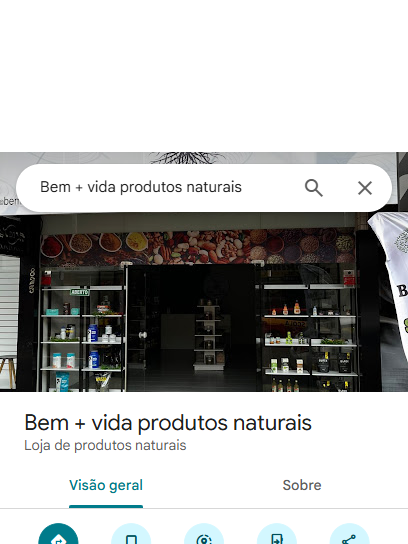 Bem + vida produtos naturais
ABERTO
Bem + vida produtos naturais
Loja de produtos naturais
Visão geral
Sobre